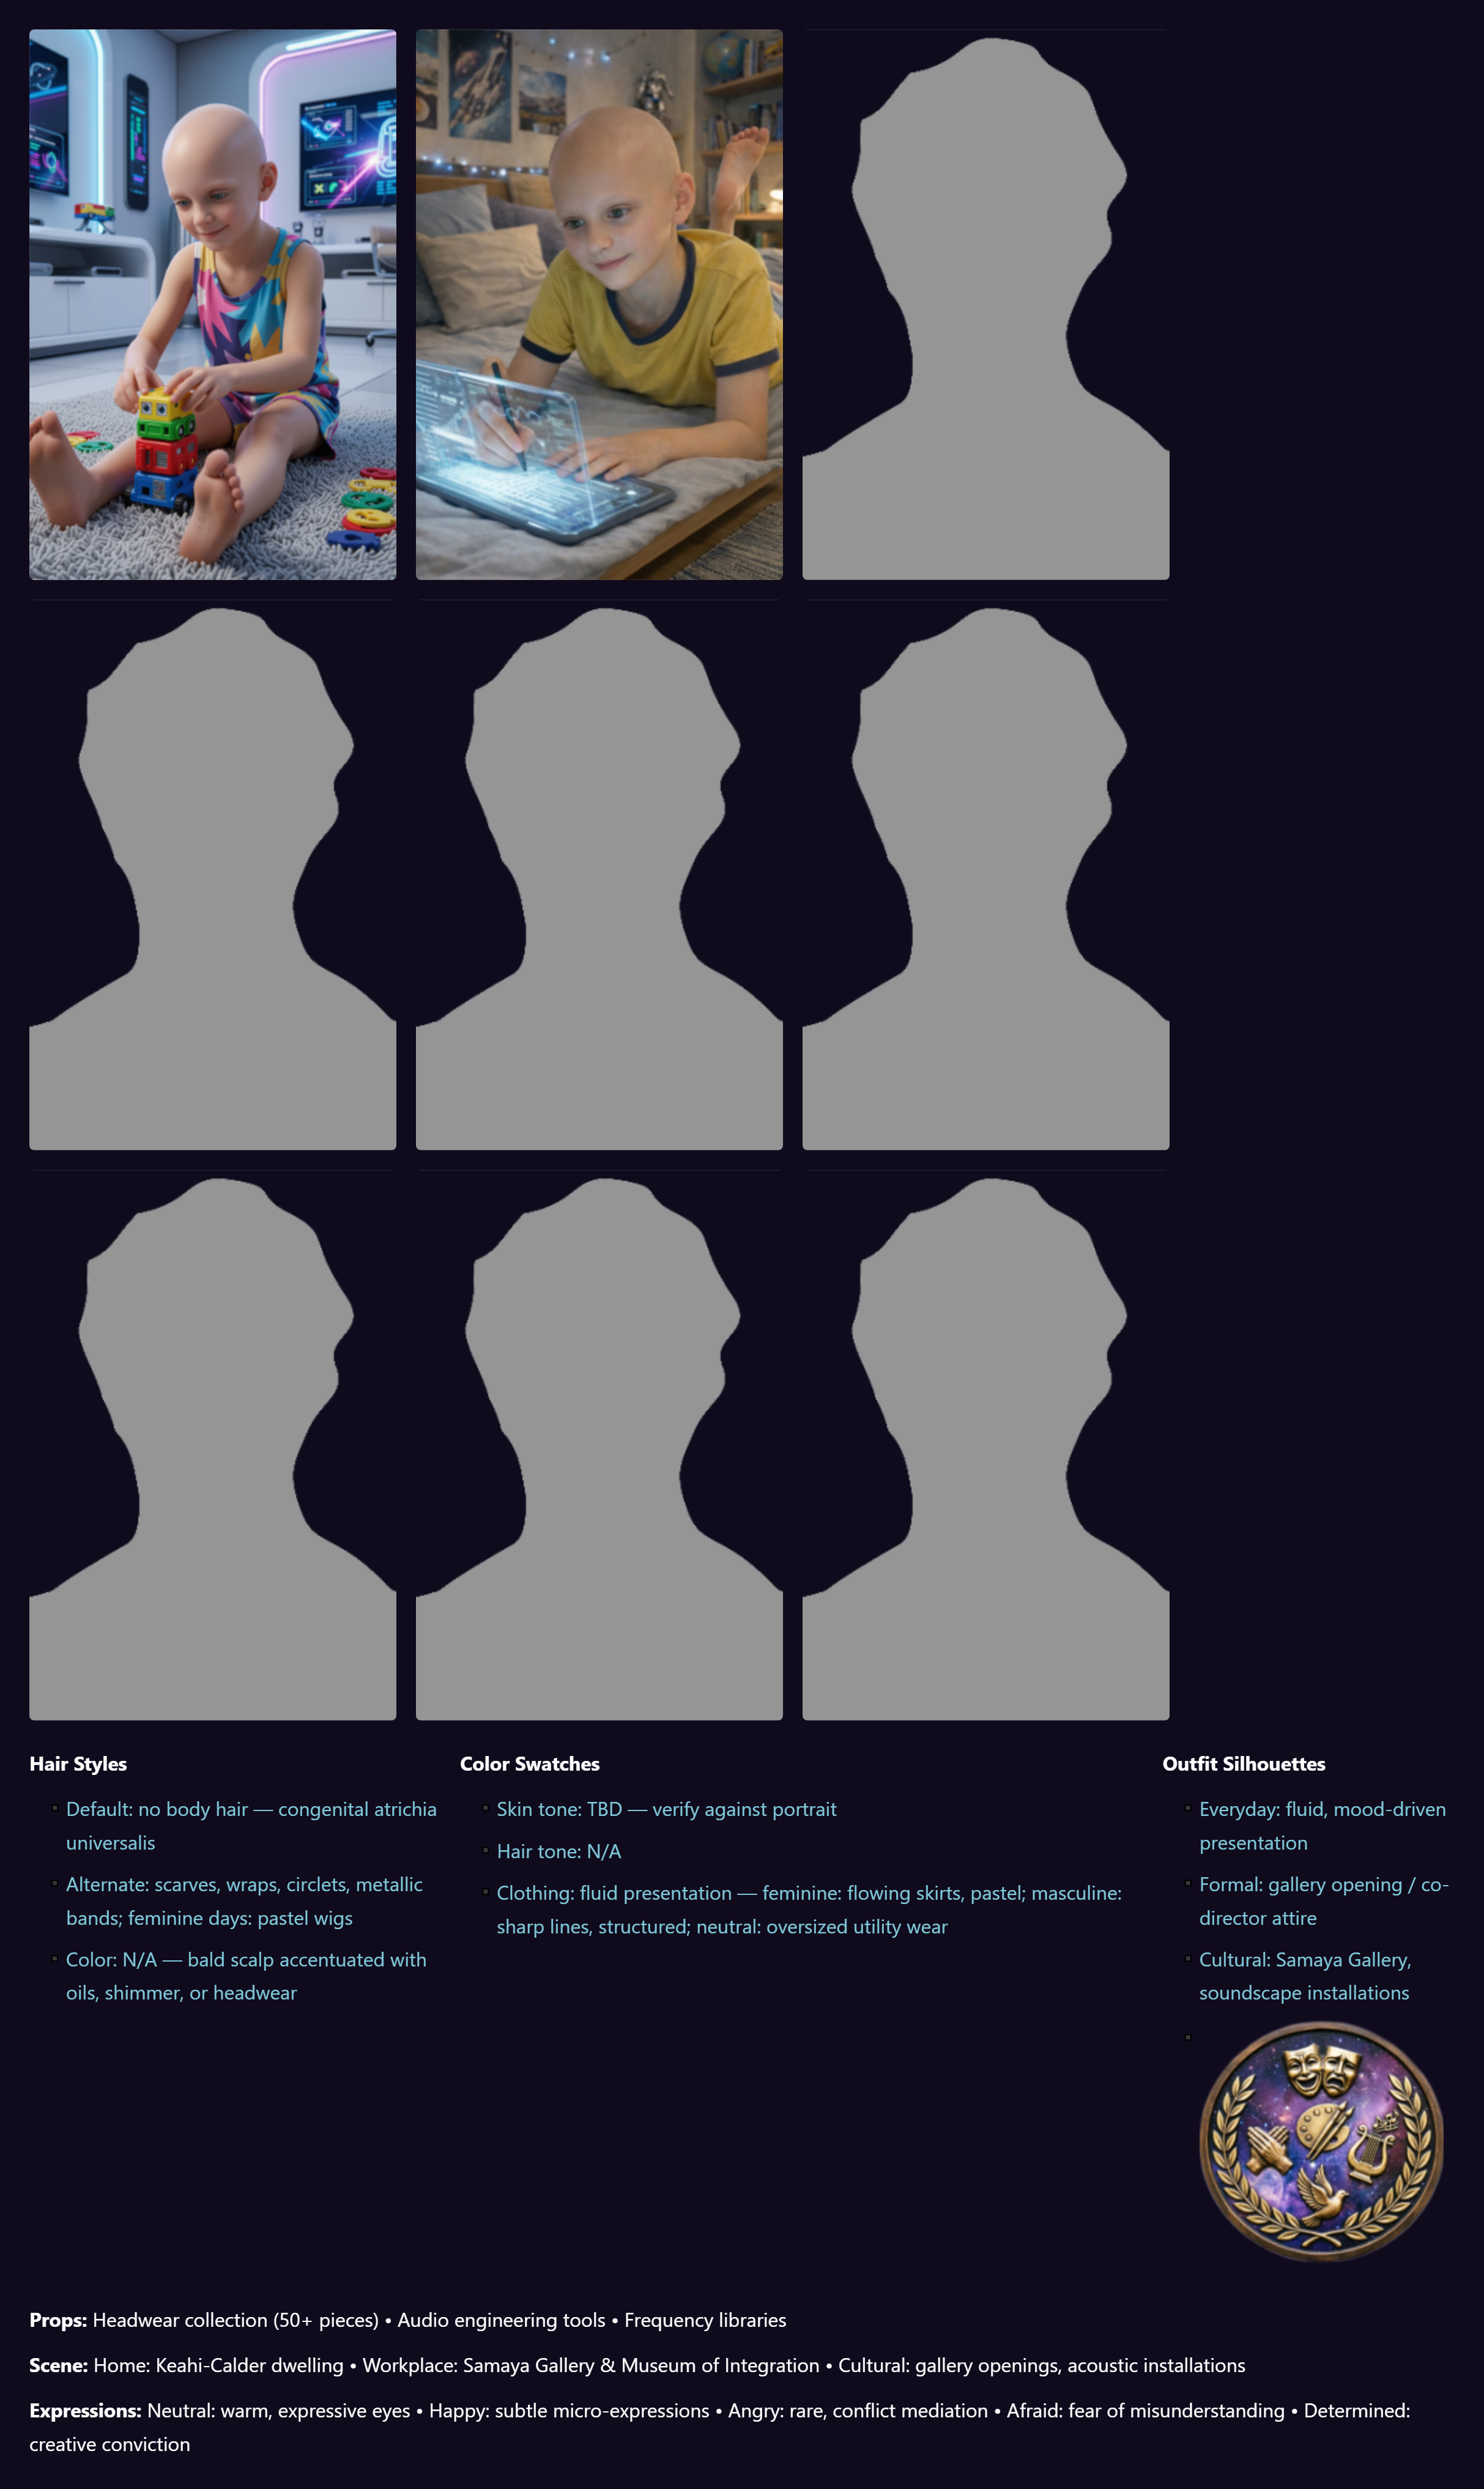 Hair Styles
Default: no body hair — congenital atrichia
universalis
Alternate: scarves, wraps, circlets, metallic
bands; feminine days: pastel wigs
Color: N/A — bald scalp accentuated with
oils, shimmer, or headwear
Color Swatches
Skin tone: TBD — verify against portrait
Hair tone: N/A
Clothing: fluid presentation — feminine: flowing skirts, pastel; masculine:
sharp lines, structured; neutral: oversized utility wear
Outfit Silhouettes
Everyday: fluid, mood-driven
presentation
Formal: gallery opening / co-
director attire
Cultural: Samaya Gallery,
soundscape installations
Props: Headwear collection (50+ pieces) • Audio engineering tools • Frequency libraries
Scene: Home: Keahi-Calder dwelling • Workplace: Samaya Gallery & Museum of Integration • Cultural: gallery openings, acoustic installations
Expressions: Neutral: warm, expressive eyes • Happy: subtle micro-expressions • Angry: rare, conflict mediation • Afraid: fear of misunderstanding • Determined:
creative conviction